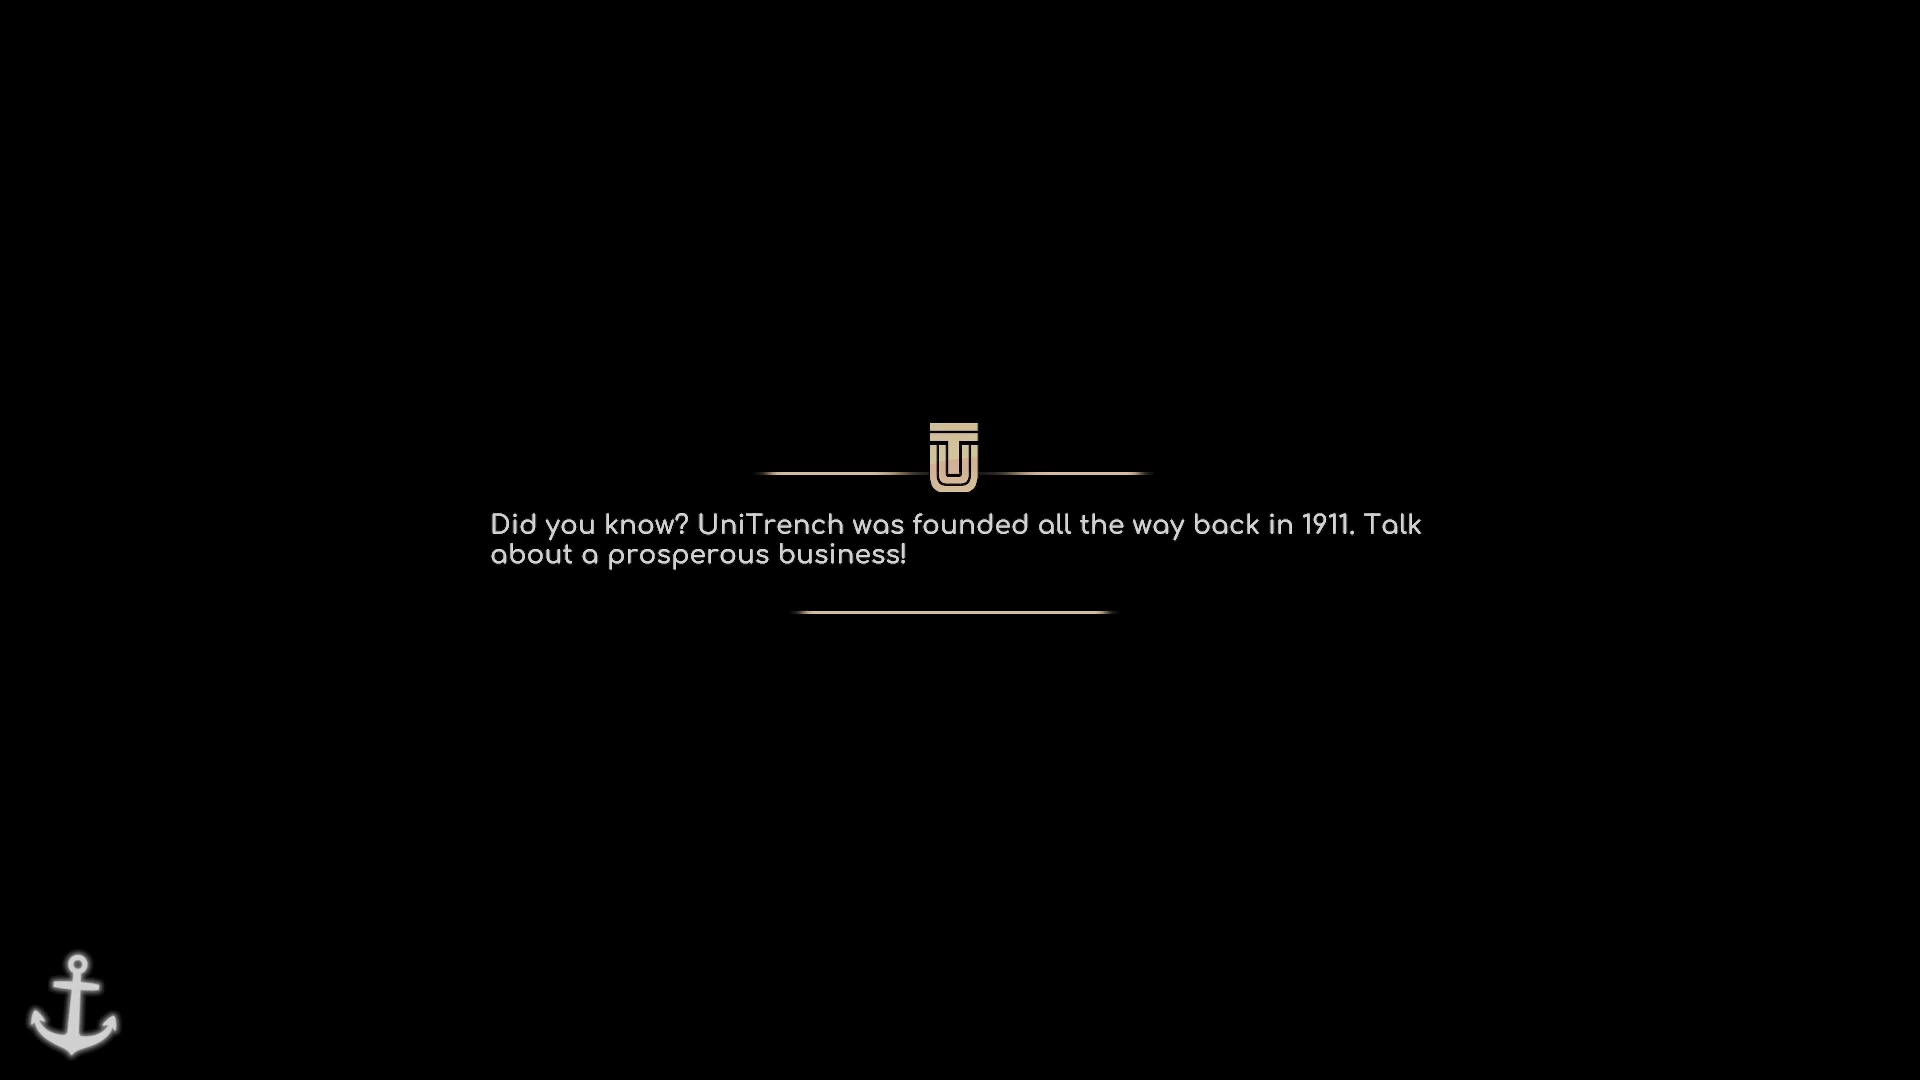 Did you know? UniTrench was founded all the way back in 1911. Talk
about a prosperous business!